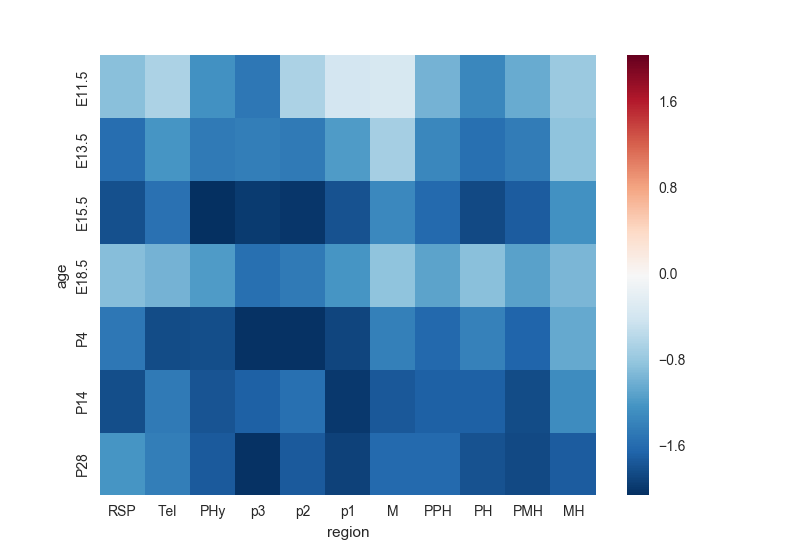 age
E11.5
E13.5
E15.5
E18.5
P4
P14
P28
RSP Tel PHy p3 p2 p1 M PPH PH PMH MH
region
1.6
0.8
0.0
−0.8
−1.6